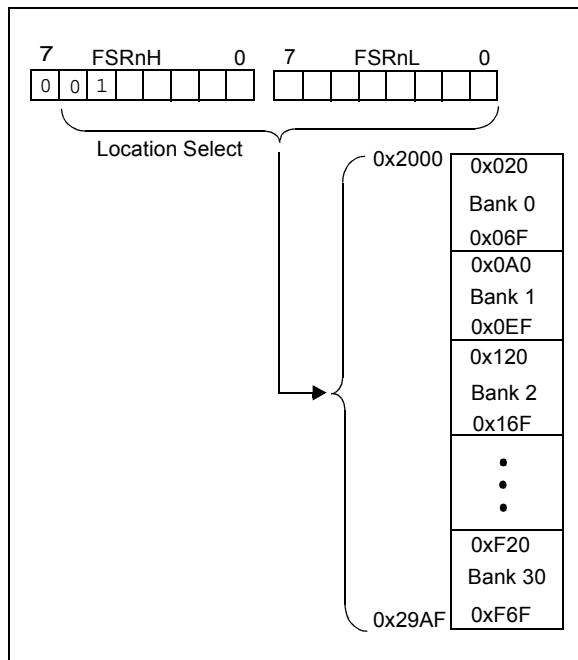 7 FSRnH 0 7 FSRnL 0
0 0 1
Location Select
0x2000
0x020
Bank 0
0x06F
0x0A0
Bank 1
0x0EF
0x120
Bank 2
0x16F
0xF20
Bank 30
0xF6F
0x29AF